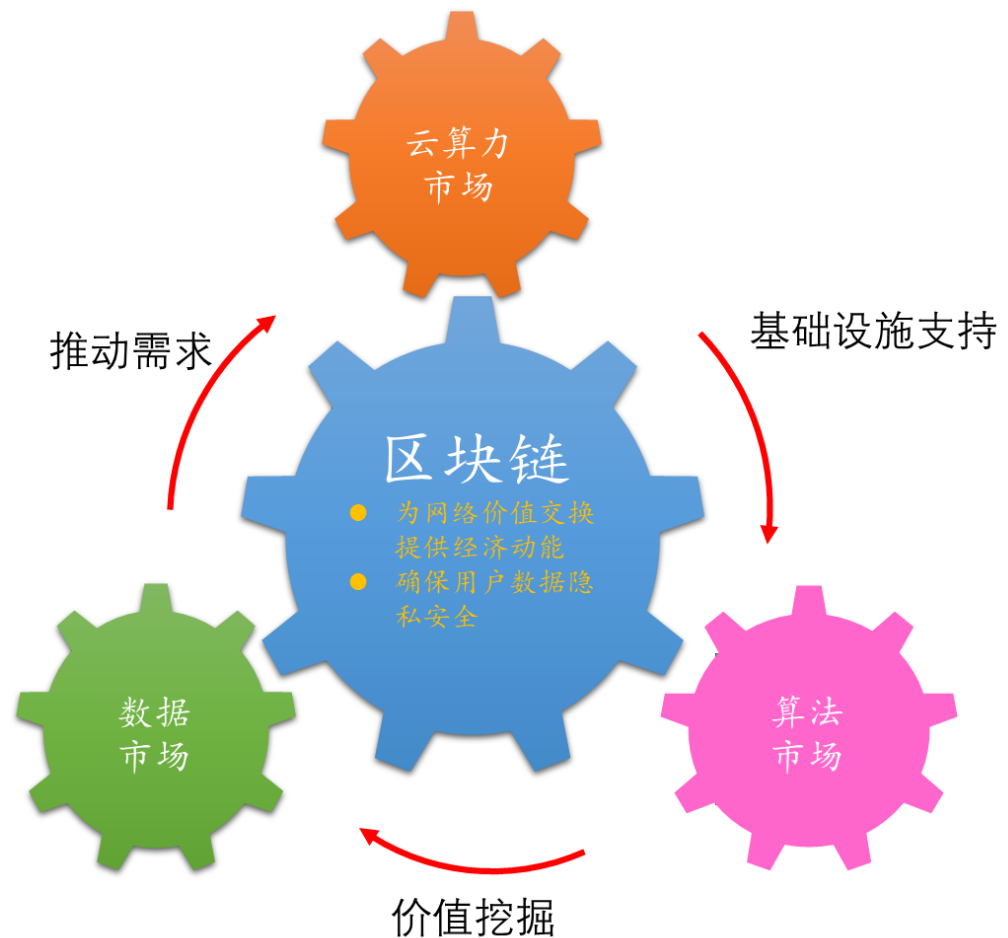 云算力
市场
推动需求
基础设施支持
区块链
为网络价值交换
提供经济动能
确保用户数据隐
私安全
数据
市场
算法
市场
价值挖掘